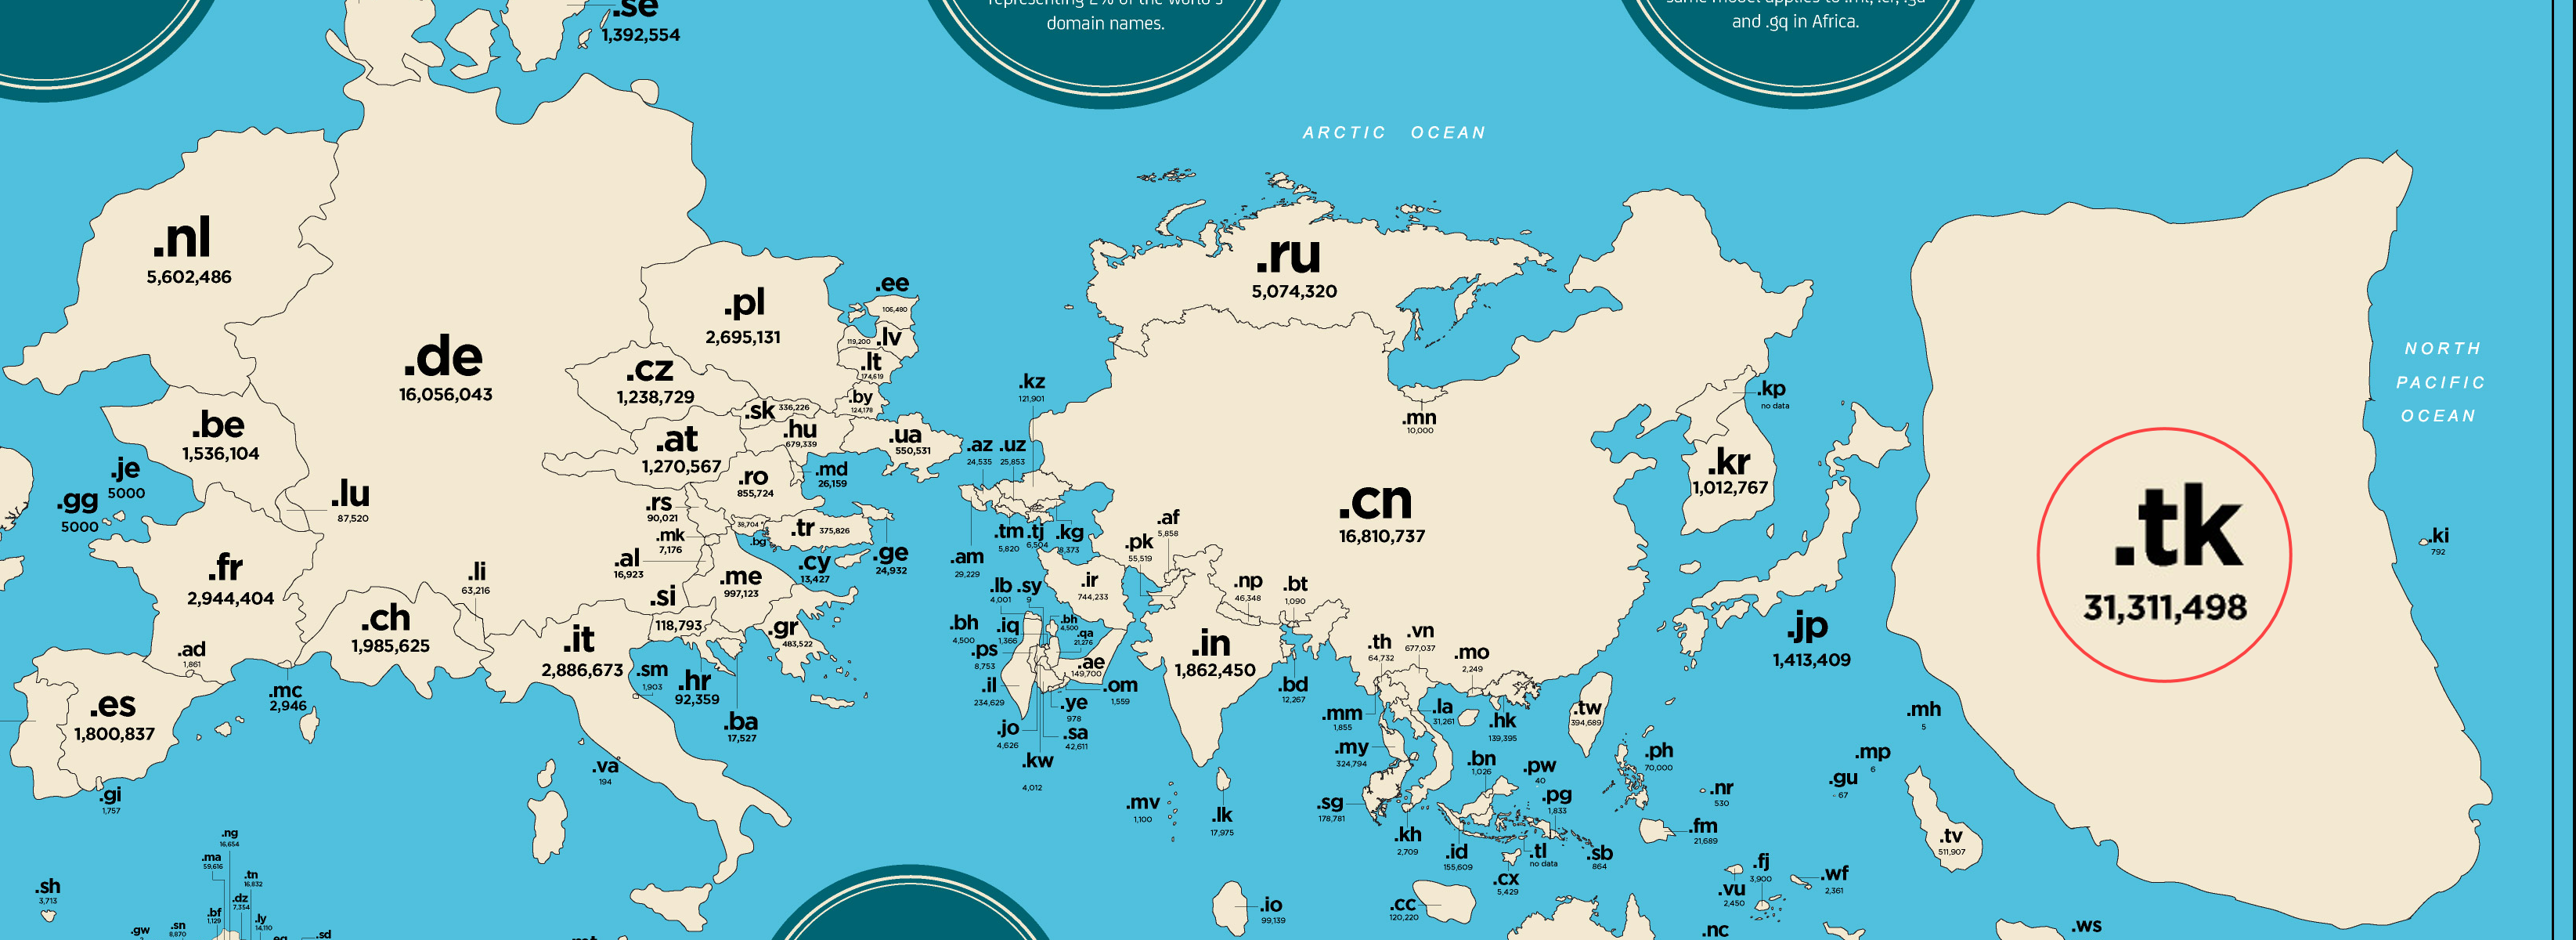 .se
1,392,554
representing 2% of the world's
domain names.
and .gq in Africa.
ARCTIC OCEAN
.nl
5,602,486
.de
16,056,043
.pl
2,695,131
.ee
106,490
.lv
119,200
.lt
174,619
.cz
1,238,729
.by
124,178
.sk
336,226
.hu
679,339
.ua
550,531
.at
1,270,567
.ro
855,724
.md
26,159
.be
1,536,104
.je
5000
.gg
5000
.lu
87,520
.rs
90,021
.mk
7,176
.al
16,923
.bg
.tr
375,826
.ge
24,932
.cy
13,427
.me
997,123
.si
118,793
.gr
483,522
.fr
2,944,404
.li
63,216
.ch
1,985,625
.it
2,886,673
.ad
1,861
.mc
2,946
.sm
1,903
.hr
92,359
.ba
17,527
.es
1,800,837
.gi
1,757
.va
194
.ru
5,074,320
.kz
121,901
.az
24,535
.uz
25,853
.am
29,229
.tm
5,820
.tj
6,504
.kg
8,373
.mn
10,000
.cn
16,810,737
.kp
no data
.kr
1,012,767
.jp
1,413,409
.af
5,858
.pk
55,519
.ir
744,233
.np
46,348
.bt
1,090
.lb
4,001
.sy
9
.bh
4,500
.iq
1,366
.bh
4,500
.qa
21,276
.ps
8,753
.ae
149,700
.il
234,629
.om
1,559
.ye
978
.jo
4,626
.sa
42,611
.kw
4,012
.in
1,862,450
.bd
12,267
.mv
1,100
.lk
17,975
.io
99,139
.th
64,732
.vn
677,037
.mo
2,249
.mm
1,855
.la
31,261
.hk
139,395
.tw
394,689
.my
324,794
.bn
1,026
.pw
40
.ph
70,000
.sg
178,781
.pg
1,833
.kh
2,709
.id
155,609
.tl
no data
.sb
864
.cx
5,429
.cc
120,220
.nr
530
.fm
21,689
.fj
3,900
.vu
2,450
.wf
2,361
.nc
.ws
.tv
511,907
.mh
5
.mp
6
.gu
67
.tk
31,311,498
NORTH
PACIFIC
OCEAN
.ki
792
.ng
16,654
.ma
59,616
.tn
16,832
.dz
7,354
.bf
1,129
.ly
14,110
.sn
8,870
.gw
.sd
.sh
3,713